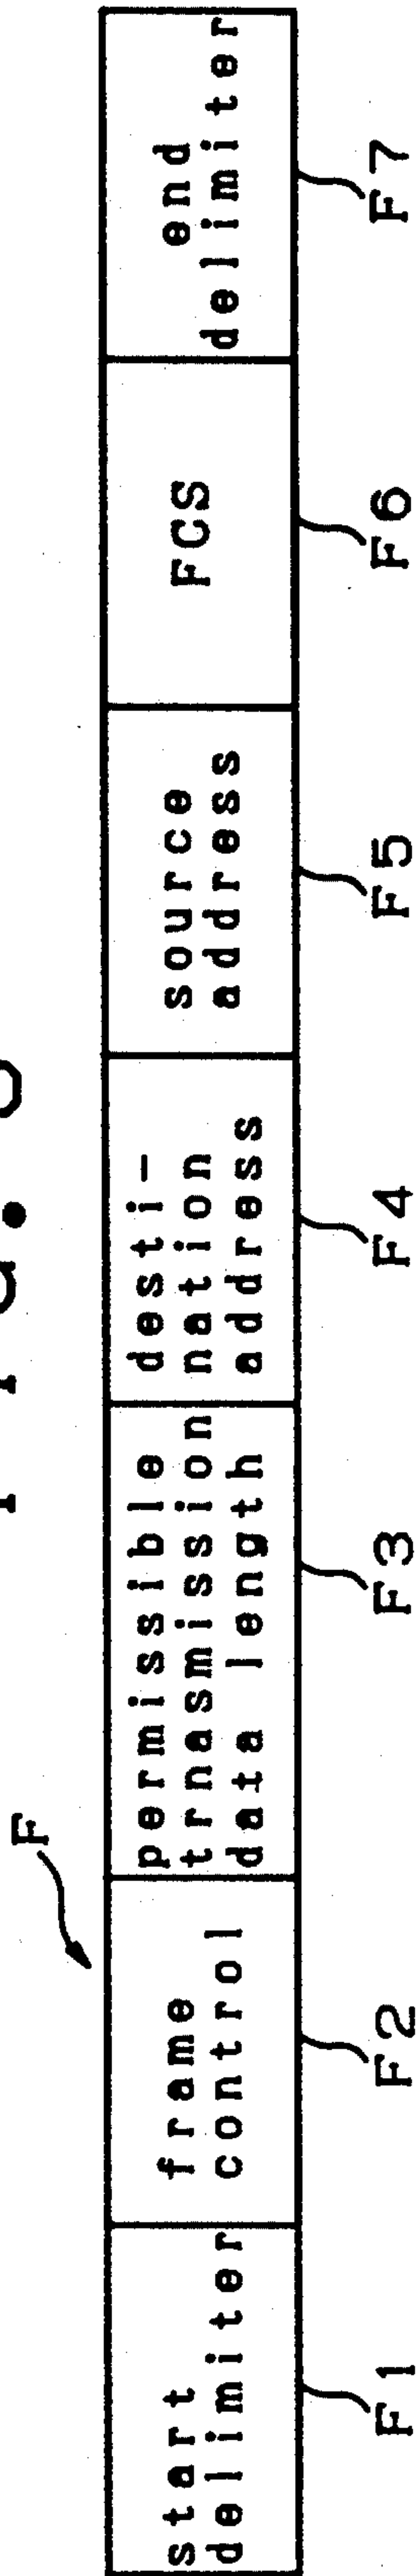 F
start
delimiter
frame
control
permissible
trnasmission
data length
desti-
nation
address
source
address
FCS
end
delimiter
F1
F2
F3
F4
F5
F6
F7